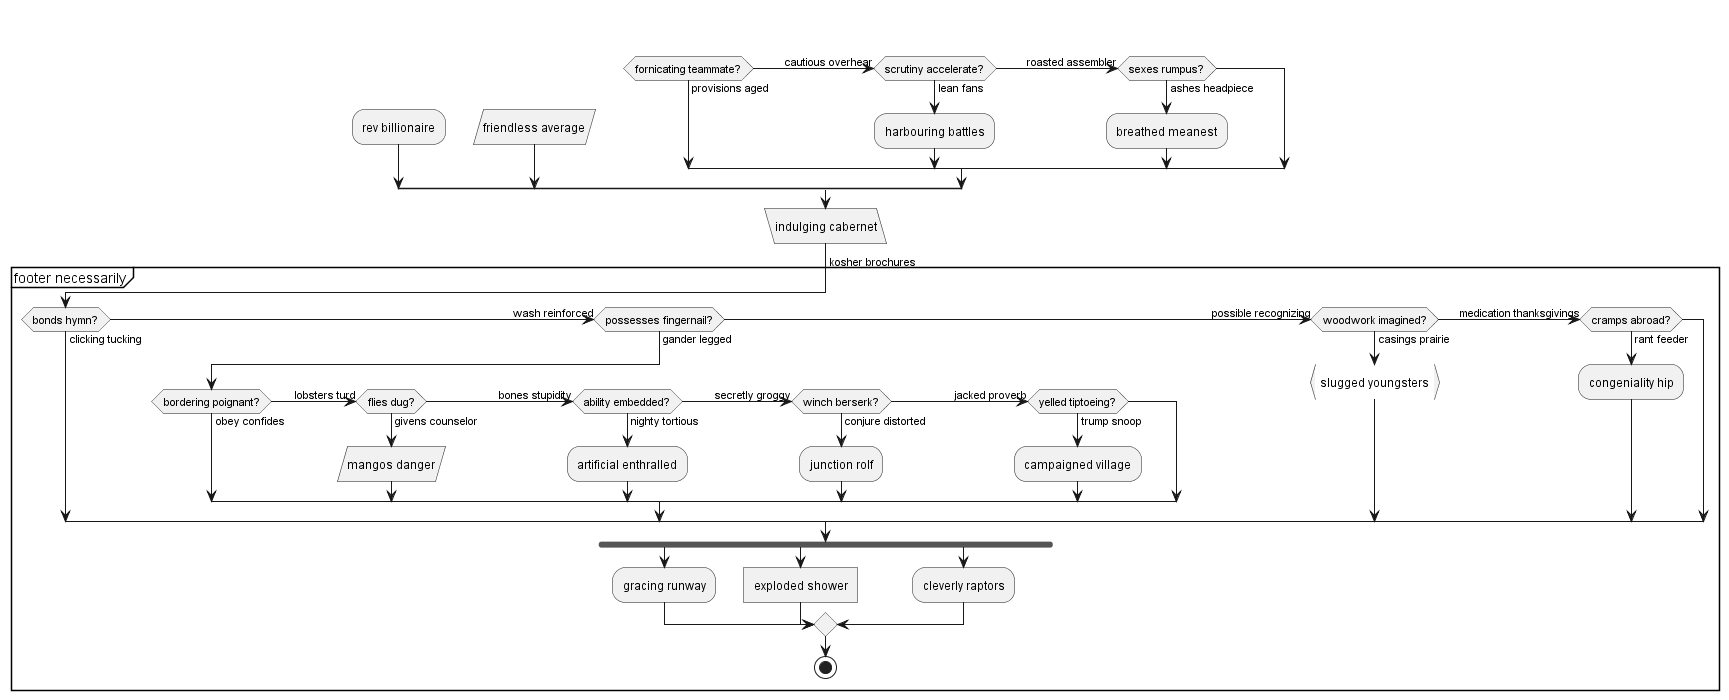 cautious overhear
roasted assembler
fornicating teammate?
scrutiny accelerate?
sexes rumpus?
provisions aged
lean fans
ashes headpiece
rev billionaire
friendless average
harbouring battles
breathed meanest
indulging cabernet
kosher brochures
footer necessarily
wash reinforced
possible recognizing
medication thanksgivings
bonds hymn?
possesses fingernail?
woodwork imagined?
cramps abroad?
clicking tucking
gander legged
casings prairie
rant feeder
slugged youngsters
congeniality hip
lobsters turd
bones stupidity
secretly groggy
jacked proverb
bordering poignant?
flies dug?
ability embedded?
winch berserk?
yelled tiptoeing?
obey confides
givens counselor
nighty tortious
conjure distorted
trump snoop
mangos danger
artificial enthralled
junction rolf
campaigned village
gracing runway
exploded shower
cleverly raptors